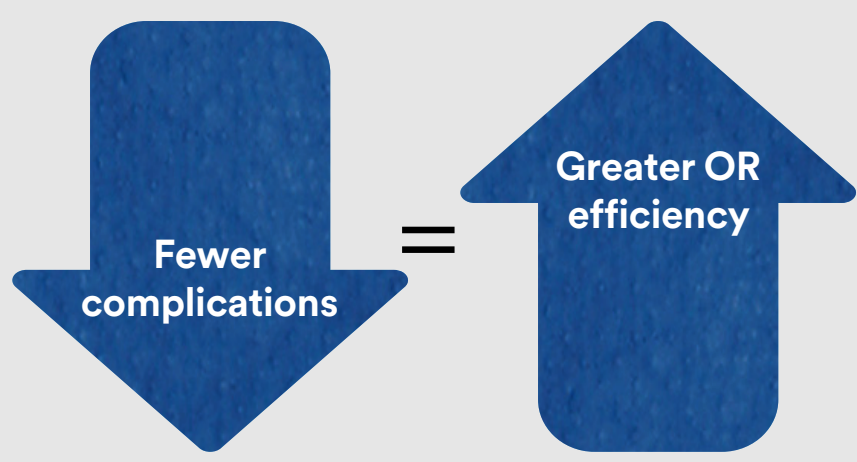 Fewer
complications
=
Greater OR
efficiency